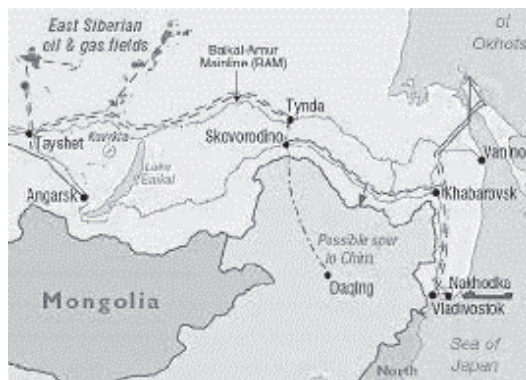 East Siberian
oil & gas fields
Baikal-Amur
Mainline (BAM)
of
Okhots
Tynda
Tayshet
Kovykta
Skovorodino
Vanino
Lake
Baikal
Angarsk
Khabarovsk
Possible spur
to China
Mongolia
Daqing
Nakhodka
Vladivostok
Sea of
Japan
North